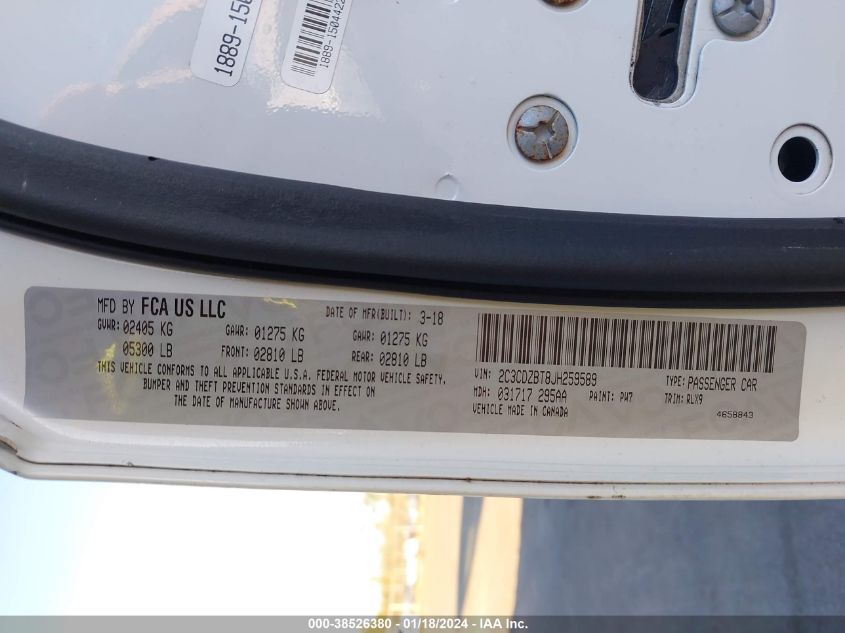 1889-150
1889-1504422
MFD BY FCA US LLC
DATE OF MFR(BUILT): 3-18
GVWR: 02405 KG GAWR: 01275 KG GAWR: 01275 KG
05300 LB FRONT: 02810 LB REAR: 02810 LB
THIS VEHICLE CONFORMS TO ALL APPLICABLE U.S.A. FEDERAL MOTOR VEHICLE SAFETY,
BUMPER AND THEFT PREVENTION STANDARDS IN EFFECT ON
THE DATE OF MANUFACTURE SHOWN ABOVE.
VIN: 2C3CDZBT8JH259589 TYPE: PASSENGER CAR
MDH: 031717 295AA PAINT: PW7 TRIM: RLX9
VEHICLE MADE IN CANADA 4658843
000-38526380 - 01/18/2024 - IAA, Inc.